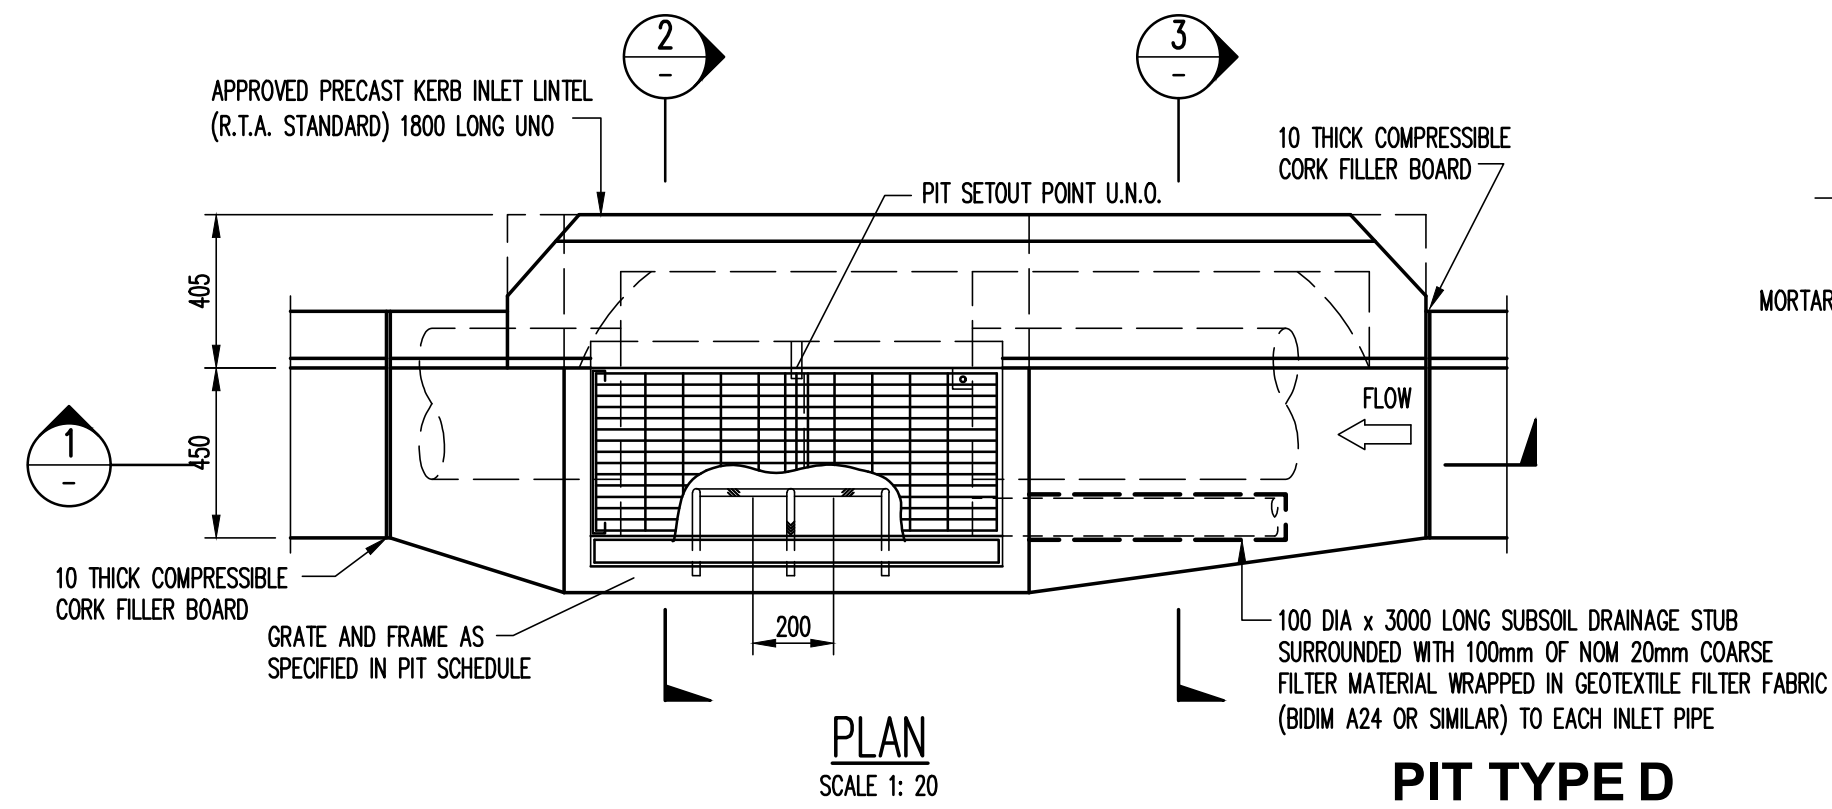 2
-
3
-
APPROVED PRECAST KERB INLET LINTEL
(R.T.A. STANDARD) 1800 LONG UNO
10 THICK COMPRESSIBLE
CORK FILLER BOARD
PIT SETOUT POINT U.N.O.
405
MORTAR
FLOW
1
-
450
10 THICK COMPRESSIBLE
CORK FILLER BOARD
GRATE AND FRAME AS
SPECIFIED IN PIT SCHEDULE
200
100 DIA x 3000 LONG SUBSOIL DRAINAGE STUB
SURROUNDED WITH 100mm OF NOM 20mm COARSE
FILTER MATERIAL WRAPPED IN GEOTEXTILE FILTER FABRIC
(BIDIM A24 OR SIMILAR) TO EACH INLET PIPE
PLAN
SCALE 1: 20
PIT TYPE D